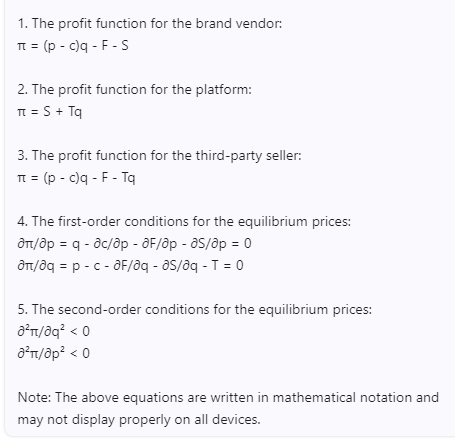 1. The profit function for the brand vendor:
π = (p - c)q - F - S
2. The profit function for the platform:
π = S + Tq
3. The profit function for the third-party seller:
π = (p - c)q - F - Tq
4. The first-order conditions for the equilibrium prices:
∂π/∂p = q - ∂c/∂p - ∂F/∂p - ∂S/∂p = 0
∂π/∂q = p - c - ∂F/∂q - ∂S/∂q - T = 0
5. The second-order conditions for the equilibrium prices:
∂²π/∂q² < 0
∂²π/∂p² < 0
Note: The above equations are written in mathematical notation and
may not display properly on all devices.